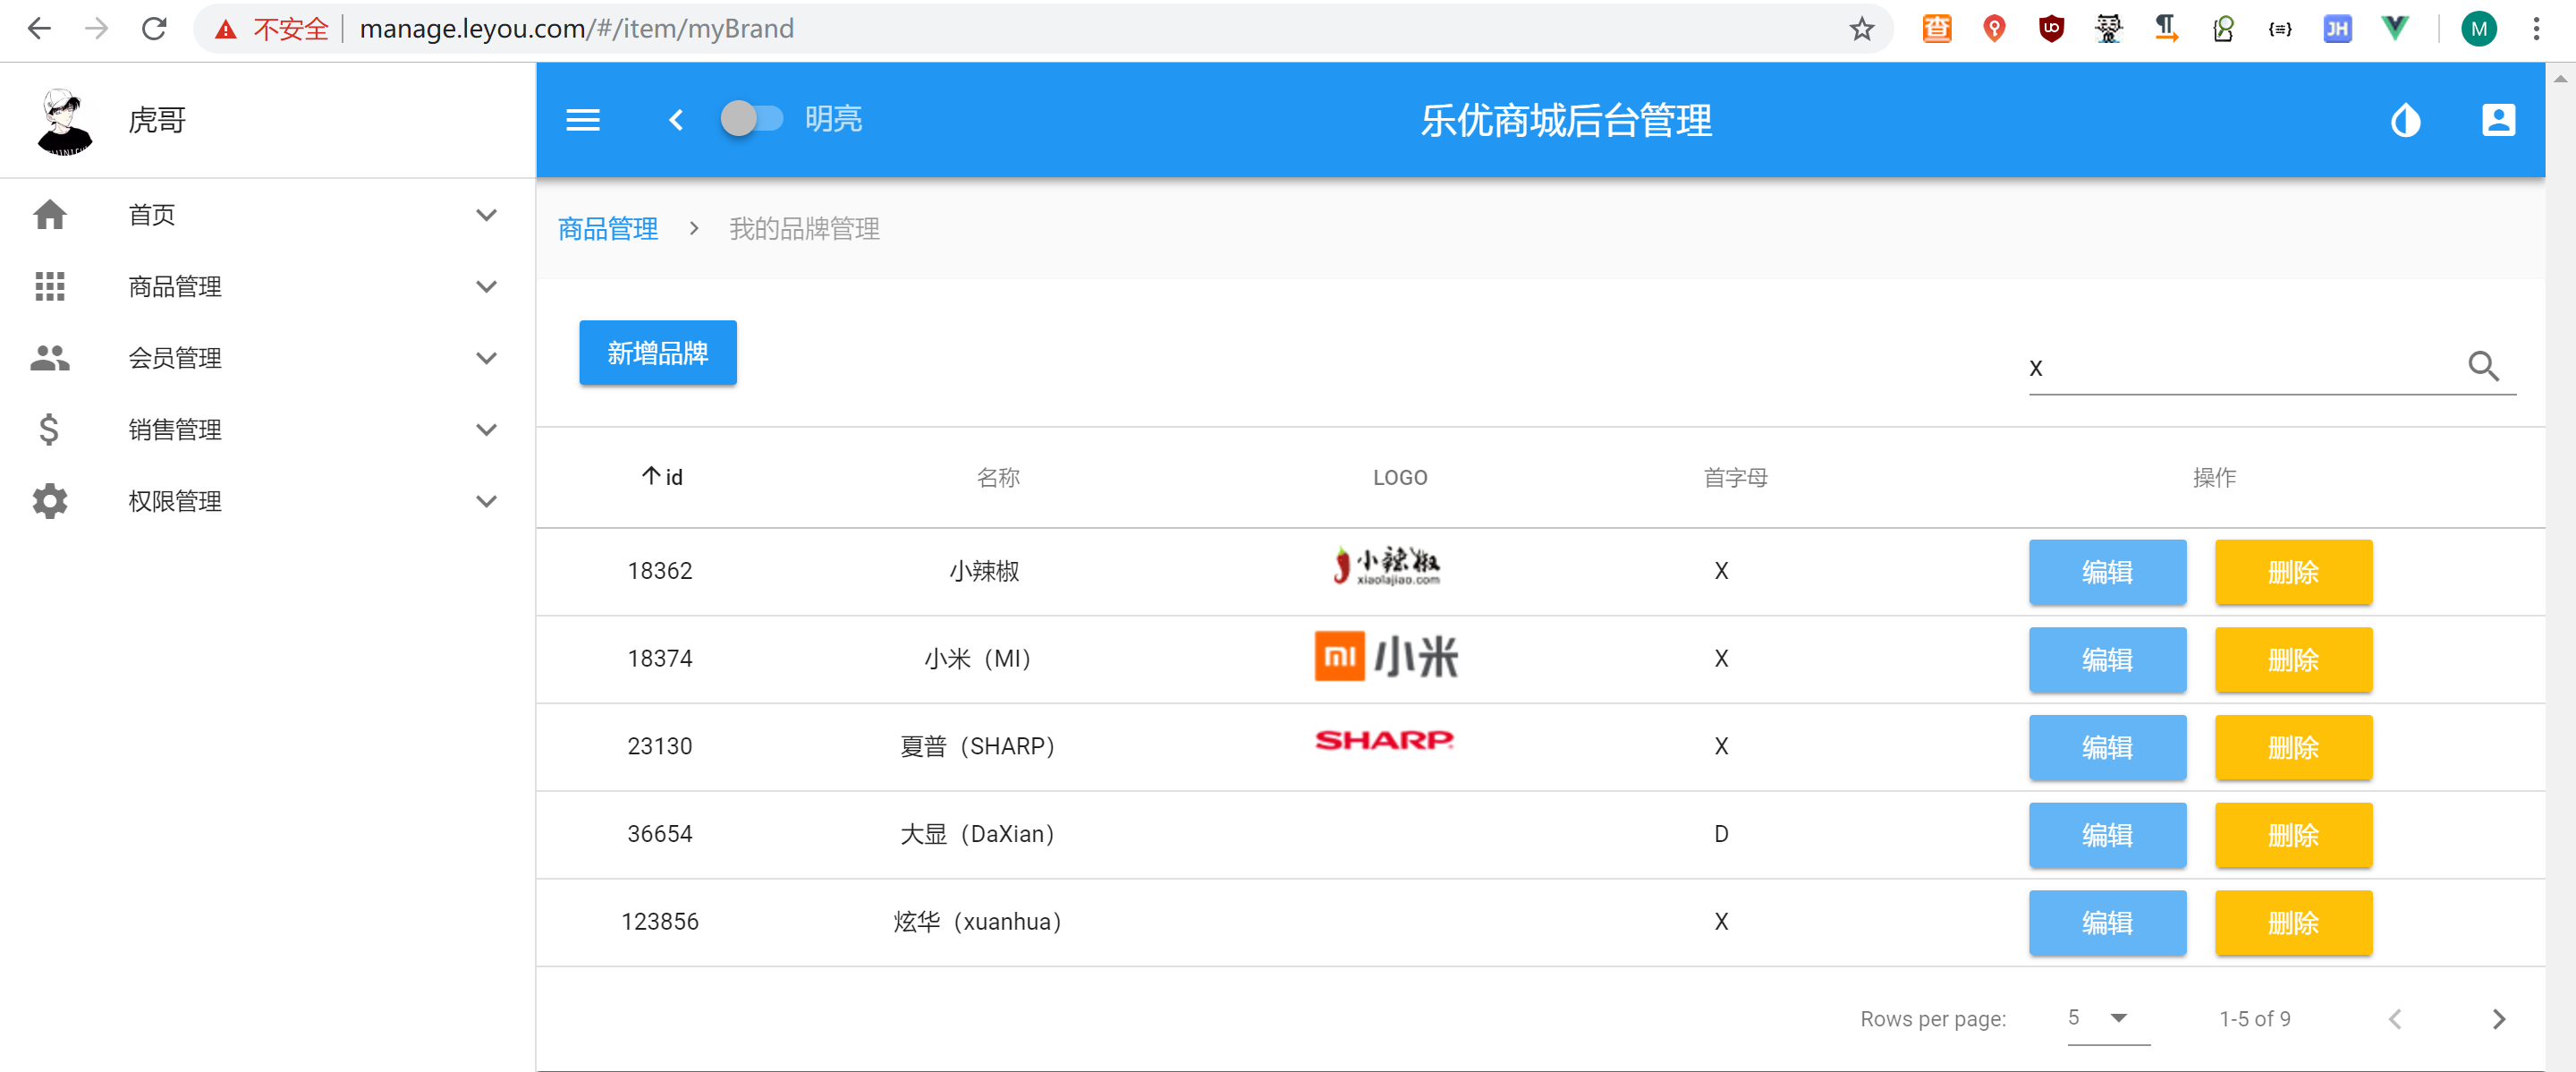 不安全 manage.leyou.com/#/item/myBrand
查 UO JH M
虎哥
明亮
乐优商城后台管理
首页
商品管理
会员管理
销售管理
权限管理
商品管理 我的品牌管理
新增品牌
x
id 名称 LOGO 首字母 操作
18362 小辣椒 小辣椒 xiaolajiao.com X 编辑 删除
18374 小米（MI） mi 小米 X 编辑 删除
23130 夏普（SHARP） SHARP X 编辑 删除
36654 大显（DaXian） D 编辑 删除
123856 炫华（xuanhua） X 编辑 删除
Rows per page: 5 1-5 of 9